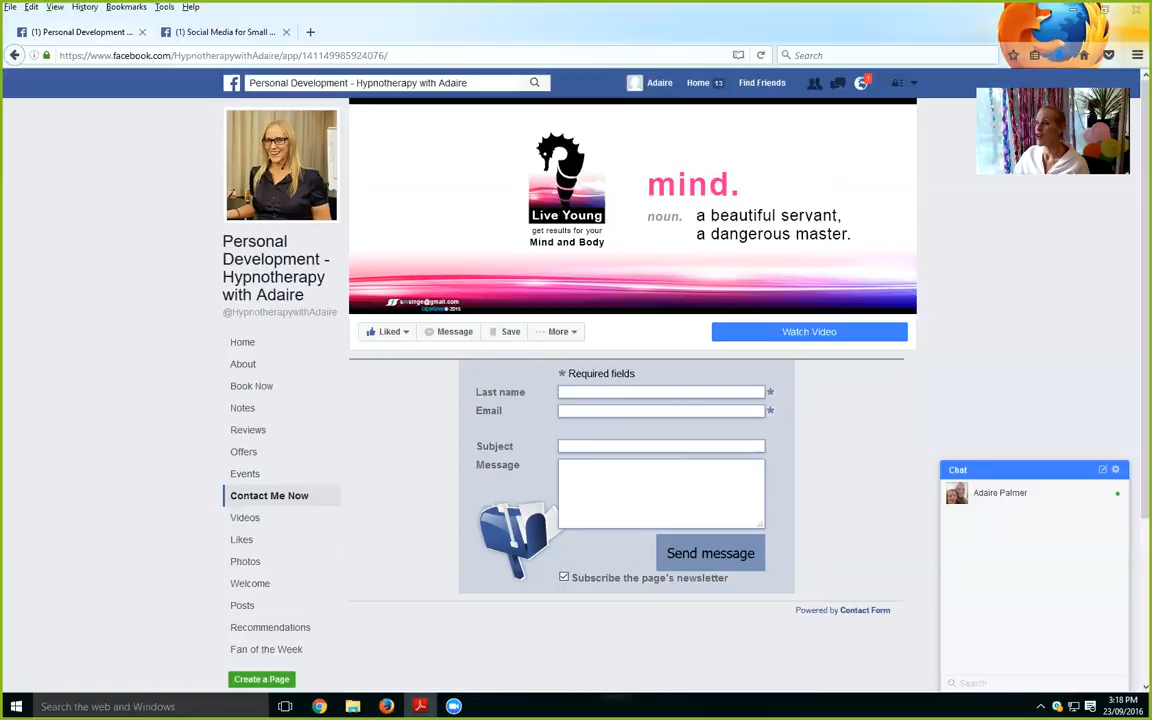 File Edit View History Bookmarks Tools Help
(1) Personal Development ...
(1) Social Media for Small ...
https://www.facebook.com/HypnotherapywithAdaire/app/141149985924076/
Search
Personal Development - Hypnotherapy with Adaire
Adaire Home 13 Find Friends
1
Live Young
get results for your
Mind and Body
mind.
noun. a beautiful servant,
a dangerous master.
Personal
Development -
Hypnotherapy
with Adaire
@HypnotherapywithAdaire
Liked Message Save More
Watch Video
Home
About
Book Now
Notes
Reviews
Offers
Events
Contact Me Now
Videos
Likes
Photos
Welcome
Posts
Recommendations
Fan of the Week
Create a Page
* Required fields
Last name *
Email *
Subject
Message
Send message
Subscribe the page's newsletter
Powered by Contact Form
Chat
Adaire Palmer
Search
Search the web and Windows
3:18 PM
23/09/2016